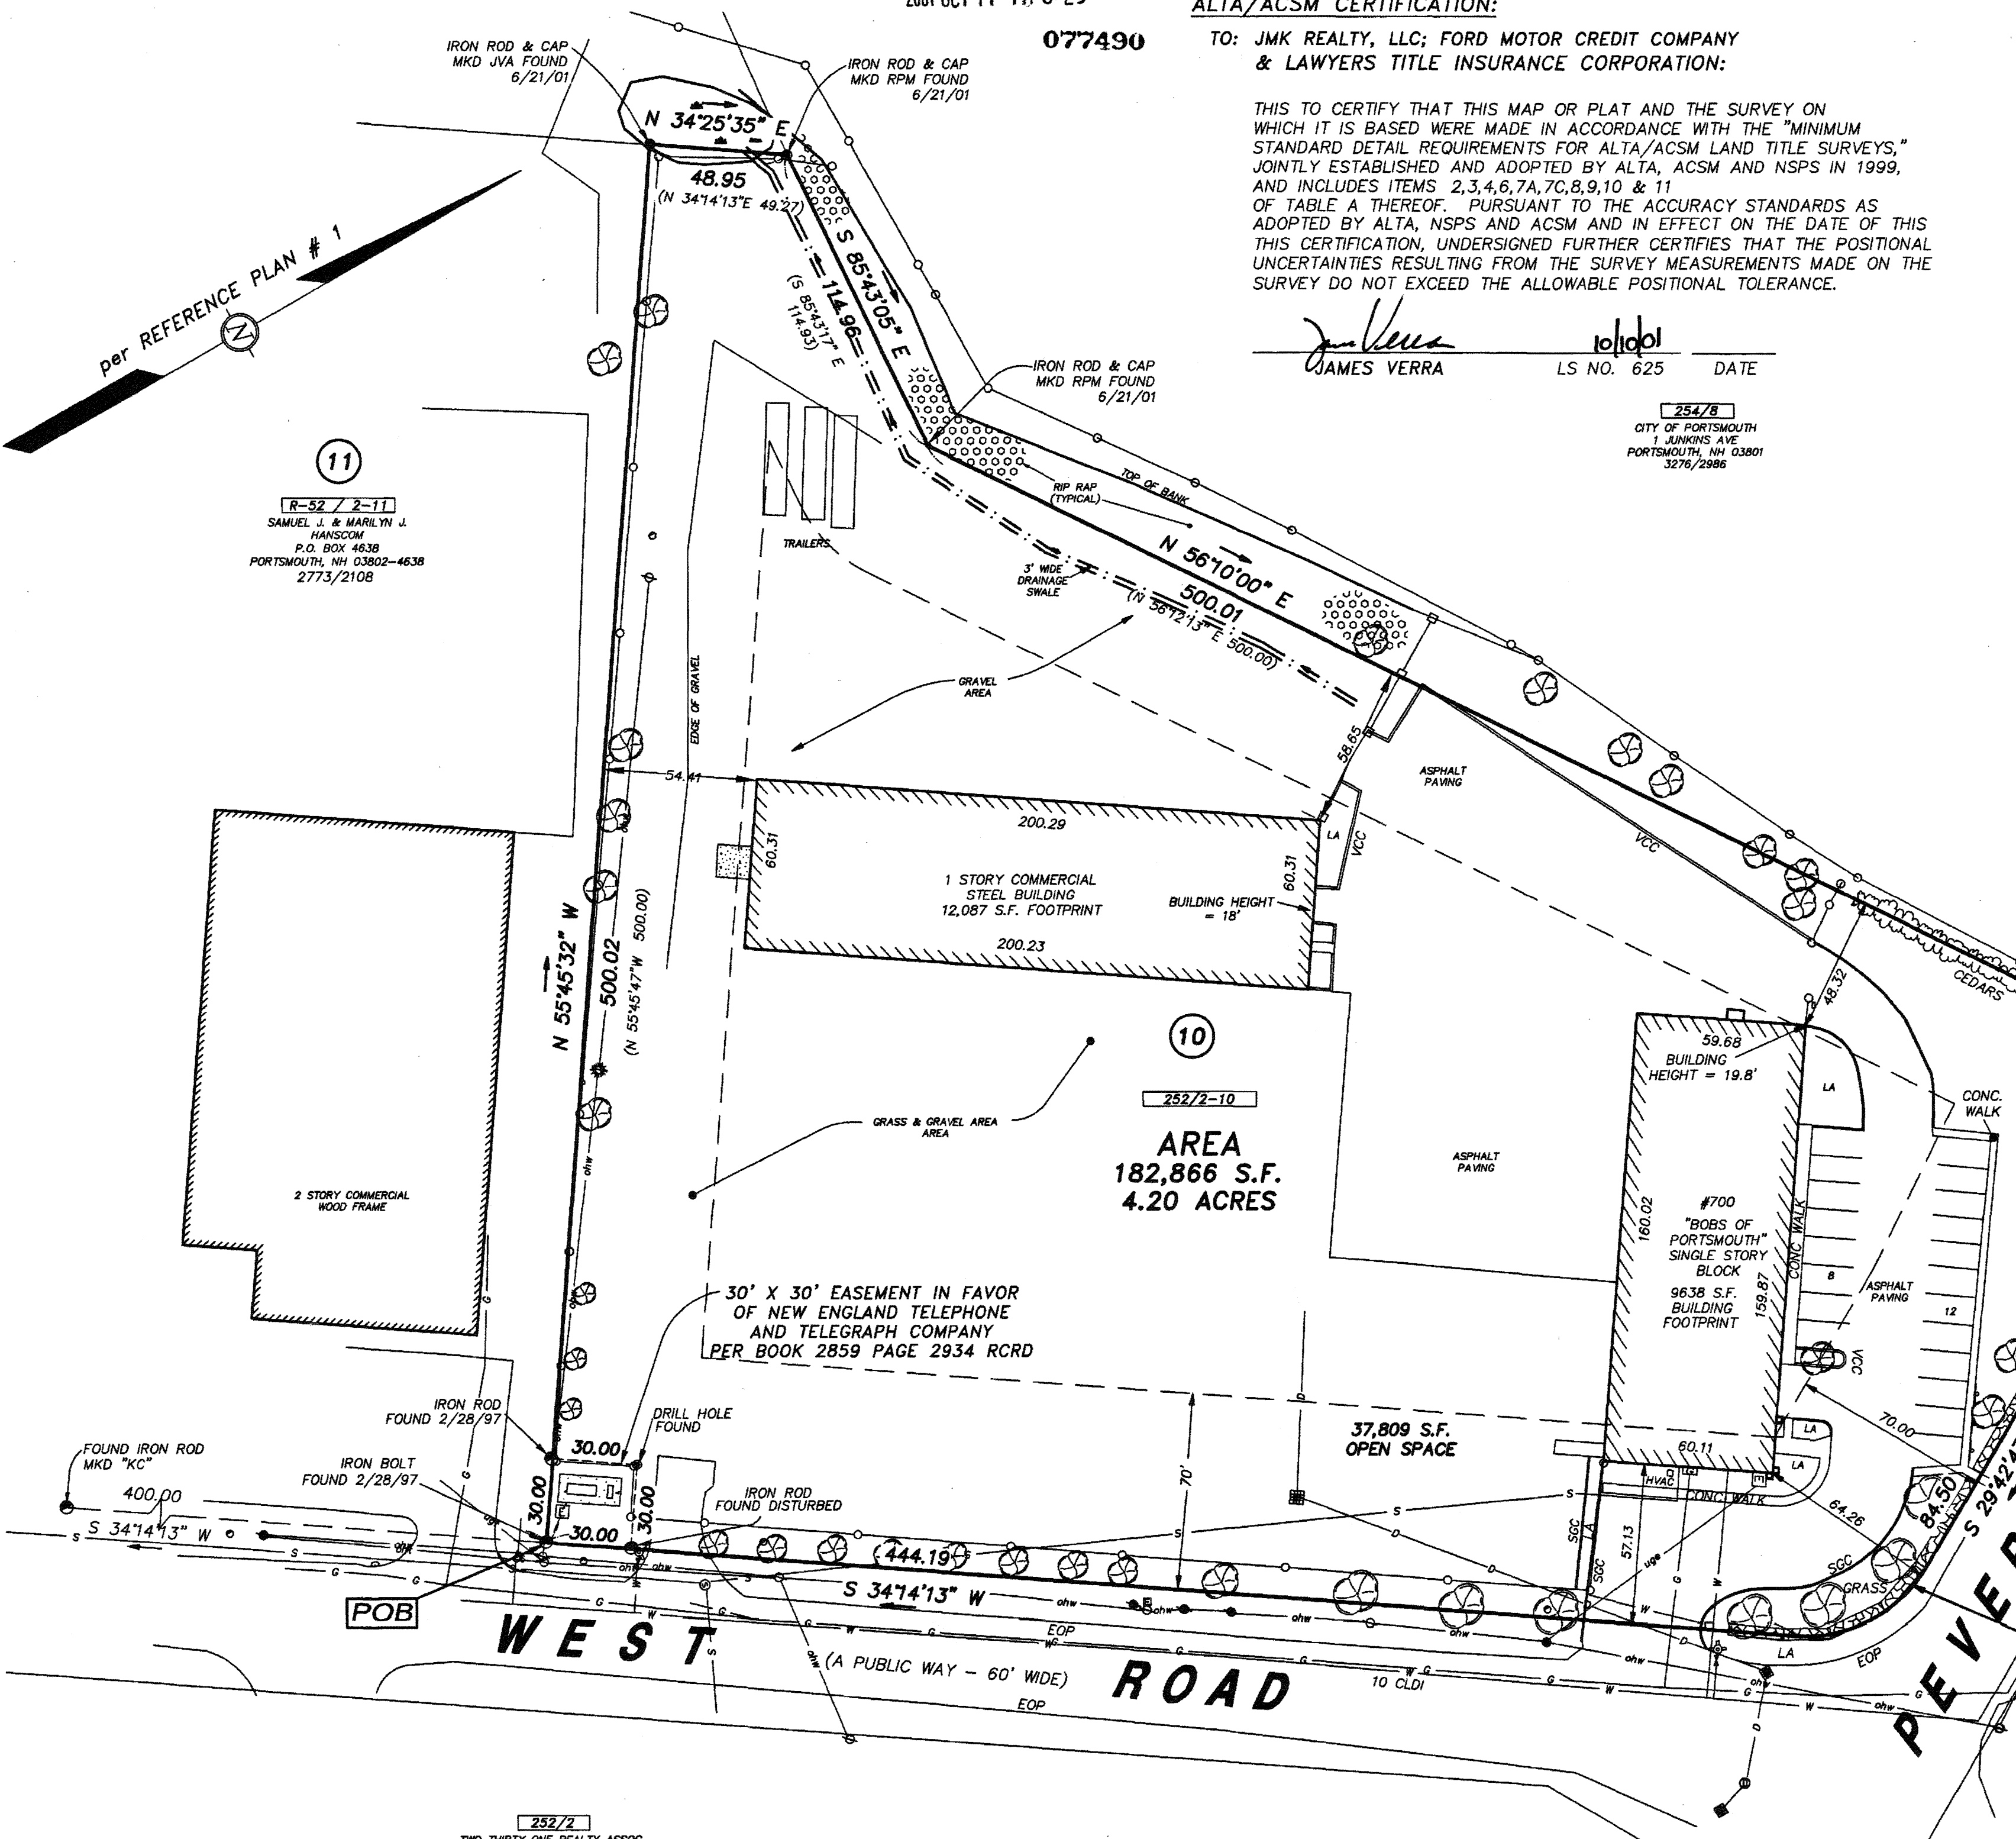 ALTA/ACSM CERTIFICATION:
077490
TO: JMK REALTY, LLC; FORD MOTOR CREDIT COMPANY
& LAWYERS TITLE INSURANCE CORPORATION:
THIS TO CERTIFY THAT THIS MAP OR PLAT AND THE SURVEY ON
WHICH IT IS BASED WERE MADE IN ACCORDANCE WITH THE "MINIMUM
STANDARD DETAIL REQUIREMENTS FOR ALTA/ACSM LAND TITLE SURVEYS,"
JOINTLY ESTABLISHED AND ADOPTED BY ALTA, ACSM AND NSPS IN 1999,
AND INCLUDES ITEMS 2,3,4,6,7A,7C,8,9,10 & 11
OF TABLE A THEREOF. PURSUANT TO THE ACCURACY STANDARDS AS
ADOPTED BY ALTA, NSPS AND ACSM AND IN EFFECT ON THE DATE OF THIS
THIS CERTIFICATION, UNDERSIGNED FURTHER CERTIFIES THAT THE POSITIONAL
UNCERTAINTIES RESULTING FROM THE SURVEY MEASUREMENTS MADE ON THE
SURVEY DO NOT EXCEED THE ALLOWABLE POSITIONAL TOLERANCE.
10/10/01
JAMES VERRA LS NO. 625 DATE
254/8
CITY OF PORTSMOUTH
1 JUNKINS AVE
PORTSMOUTH, NH 03801
3276/2986
IRON ROD & CAP
MKD JVA FOUND
6/21/01
IRON ROD & CAP
MKD RPM FOUND
6/21/01
N 34°25'35" E
48.95
(N 34°14'13"E 49.27)
S 85°43'05" E
114.96
(S 85°43'17" E
114.93)
IRON ROD & CAP
MKD RPM FOUND
6/21/01
per REFERENCE PLAN # 1
N
11
R-52 / 2-11
SAMUEL J. & MARILYN J.
HANSCOM
P.O. BOX 4638
PORTSMOUTH, NH 03802-4638
2773/2108
TRAILERS
RIP RAP
(TYPICAL)
TOP OF BANK
3' WIDE
DRAINAGE
SWALE
N 56°10'00" E
500.01
(N 56°12'13" E 500.00)
GRAVEL
AREA
EDGE OF GRAVEL
54.41
58.65
ASPHALT
PAVING
VCC
LA
VCC
200.29
60.31
60.31
1 STORY COMMERCIAL
STEEL BUILDING
12,087 S.F. FOOTPRINT
BUILDING HEIGHT
= 18'
200.23
N 55°45'32" W
500.02
(N 55°45'47"W 500.00)
48.32
CEDARS
10
252/2-10
AREA
182,866 S.F.
4.20 ACRES
GRASS & GRAVEL AREA
AREA
ASPHALT
PAVING
59.68
BUILDING
HEIGHT = 19.8'
LA
CONC.
WALK
160.02
#700
"BOBS OF
PORTSMOUTH"
SINGLE STORY
BLOCK
9638 S.F.
BUILDING
FOOTPRINT
159.87
CONC WALK
8
ASPHALT
PAVING
12
VCC
2 STORY COMMERCIAL
WOOD FRAME
30' X 30' EASEMENT IN FAVOR
OF NEW ENGLAND TELEPHONE
AND TELEGRAPH COMPANY
PER BOOK 2859 PAGE 2934 RCRD
IRON ROD
FOUND 2/28/97
DRILL HOLE
FOUND
FOUND IRON ROD
MKD "KC"
IRON BOLT
FOUND 2/28/97
30.00
30.00
30.00
30.00
IRON ROD
FOUND DISTURBED
400.00
S 34°14'13" W
70'
37,809 S.F.
OPEN SPACE
60.11
HVAC
CONC. WALK
LA
LA
70.00
64.26
84.50
S 29°42'4
57.13
SGC
LA
SGC
uge
SGC
GRASS
(444.19)
S 34°14'13" W
POB
WEST ROAD
(A PUBLIC WAY - 60' WIDE)
EOP
EOP
10 CLDI
LA
EOP
PEVER
252/2
TWO THIRTY ONE REALTY ASSOC